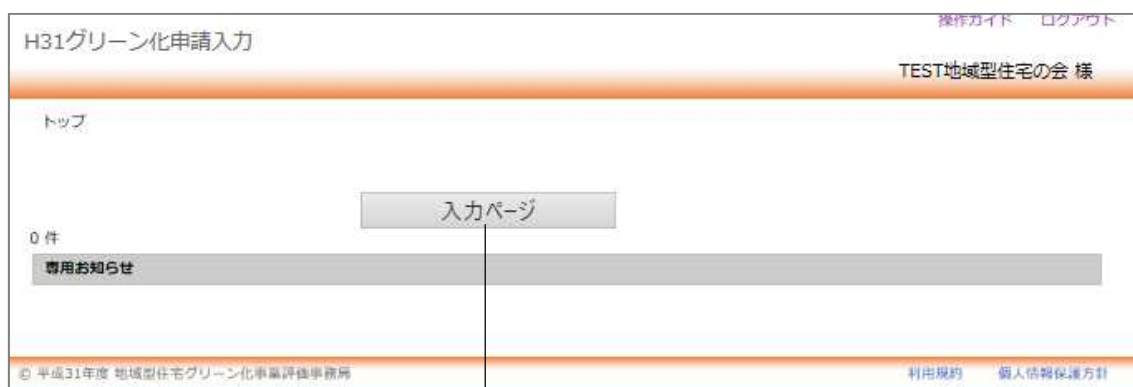 操作ガイド ログアウト
H31グリーン化申請入力
TEST地域型住宅の会 様
トップ
入力ページ
0 件
専用お知らせ
© 平成31年度 地域型住宅グリーン化事業評価事務局
利用規約 個人情報保護方針